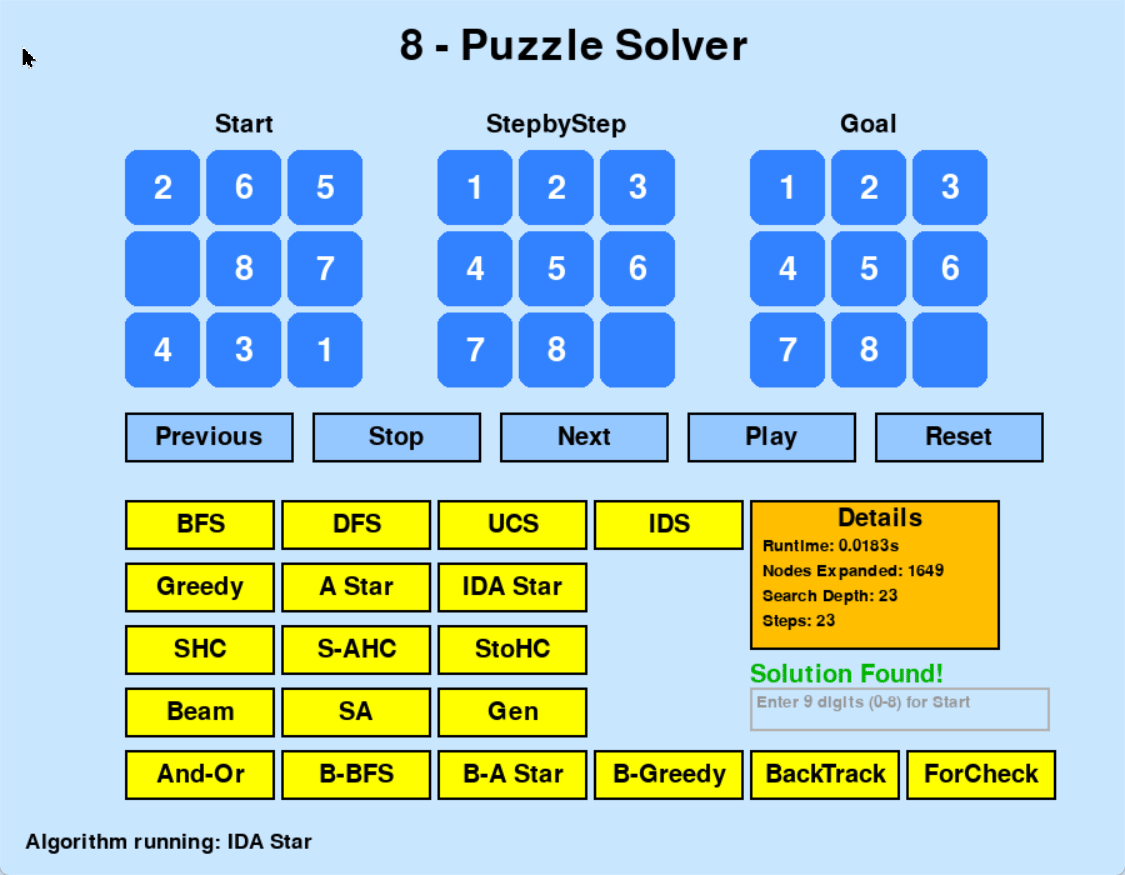 8 - Puzzle Solver
Start StepbyStep Goal
2 6 5 1 2 3 1 2 3
8 7 4 5 6 4 5 6
4 3 1 7 8 7 8
Previous Stop Next Play Reset
BFS DFS UCS IDS
Details
Runtime: 0.0183s
Nodes Expanded: 1649
Search Depth: 23
Steps: 23
Greedy A Star IDA Star
SHC S-AHC StoHC
Solution Found!
Enter 9 digits (0-8) for Start
Beam SA Gen
And-Or B-BFS B-A Star B-Greedy BackTrack ForCheck
Algorithm running: IDA Star